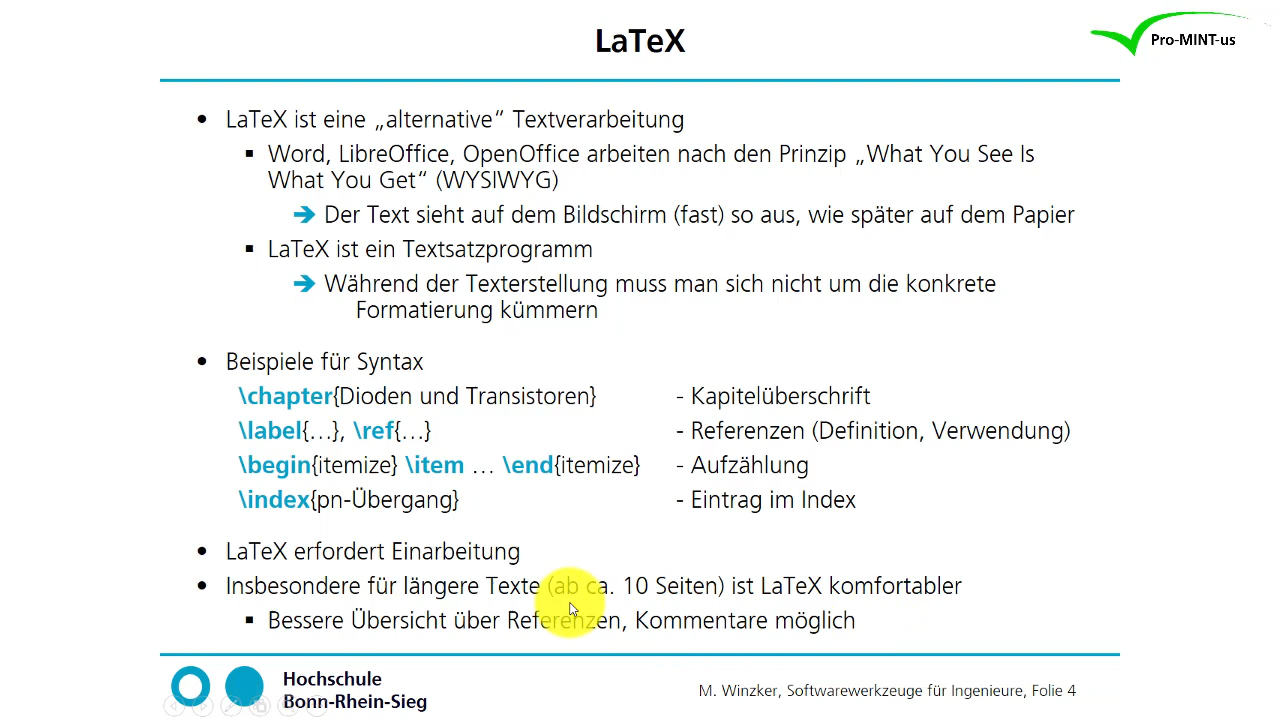 LaTeX
Pro-MINT-us
• LaTeX ist eine „alternative“ Textverarbeitung
▪ Word, LibreOffice, OpenOffice arbeiten nach den Prinzip „What You See Is
What You Get“ (WYSIWYG)
➔ Der Text sieht auf dem Bildschirm (fast) so aus, wie später auf dem Papier
▪ LaTeX ist ein Textsatzprogramm
➔ Während der Texterstellung muss man sich nicht um die konkrete
Formatierung kümmern
• Beispiele für Syntax
\chapter{Dioden und Transistoren} - Kapitelüberschrift
\label{…}, \ref{…} - Referenzen (Definition, Verwendung)
\begin{itemize} \item … \end{itemize} - Aufzählung
\index{pn-Übergang} - Eintrag im Index
• LaTeX erfordert Einarbeitung
• Insbesondere für längere Texte (ab ca. 10 Seiten) ist LaTeX komfortabler
▪ Bessere Übersicht über Referenzen, Kommentare möglich
Hochschule
Bonn-Rhein-Sieg
M. Winzker, Softwarewerkzeuge für Ingenieure, Folie 4